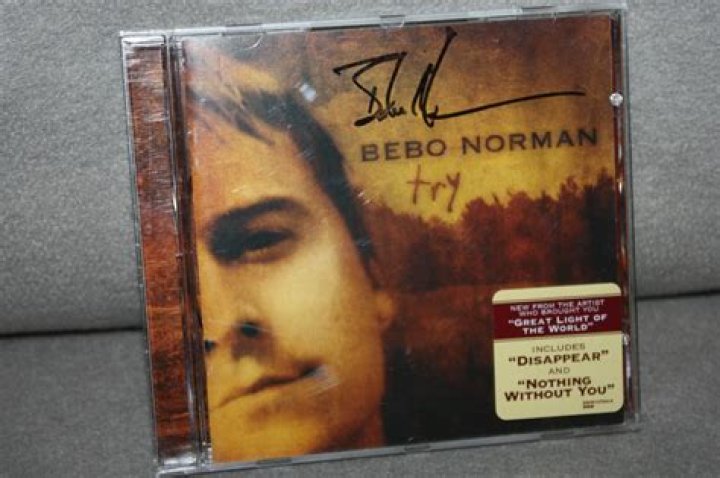 BEBO NORMAN
try
NEW FROM THE ARTIST
WHO BROUGHT YOU
"GREAT LIGHT OF
THE WORLD"
INCLUDES
"DISAPPEAR"
AND
"NOTHING
WITHOUT YOU"